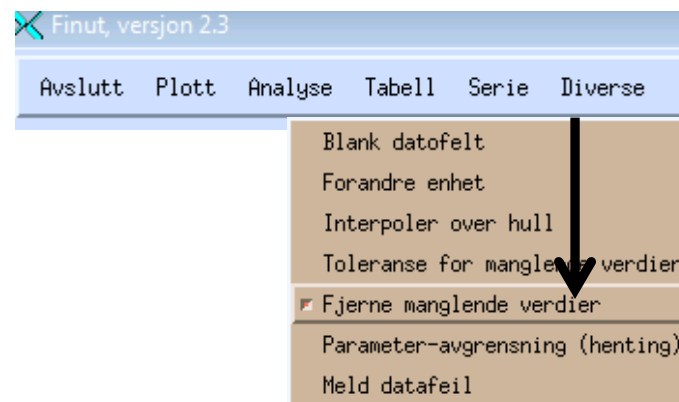 Finut, versjon 2.3
Avslutt Plott Analyse Tabell Serie Diverse
Blank datofelt
Forandre enhet
Interpoler over hull
Toleranse for manglende verdier
Fjerne manglende verdier
Parameter-avgrensning (henting)
Meld datafeil